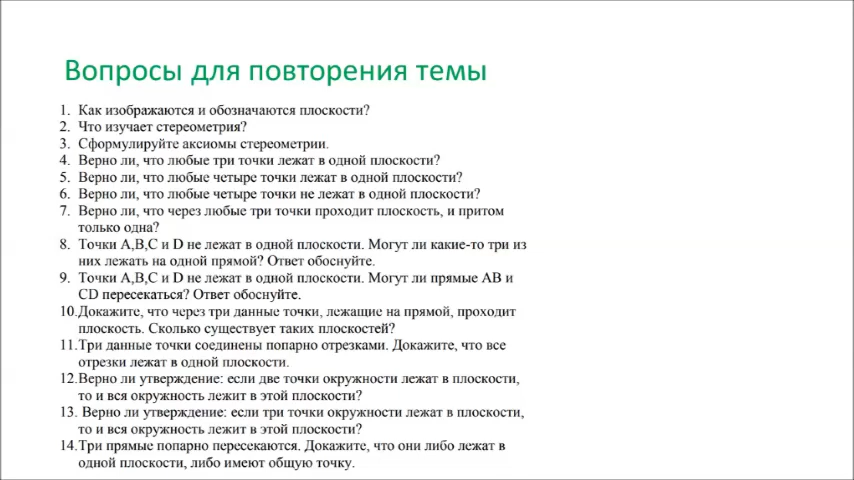 Вопросы для повторения темы
1. Как изображаются и обозначаются плоскости?
2. Что изучает стереометрия?
3. Сформулируйте аксиомы стереометрии.
4. Верно ли, что любые три точки лежат в одной плоскости?
5. Верно ли, что любые четыре точки лежат в одной плоскости?
6. Верно ли, что любые четыре точки не лежат в одной плоскости?
7. Верно ли, что через любые три точки проходит плоскость, и притом
только одна?
8. Точки A,B,C и D не лежат в одной плоскости. Могут ли какие-то три из
них лежать на одной прямой? Ответ обоснуйте.
9. Точки A,B,C и D не лежат в одной плоскости. Могут ли прямые AB и
CD пересекаться? Ответ обоснуйте.
10.Докажите, что через три данные точки, лежащие на прямой, проходит
плоскость. Сколько существует таких плоскостей?
11.Три данные точки соединены попарно отрезками. Докажите, что все
отрезки лежат в одной плоскости.
12.Верно ли утверждение: если две точки окружности лежат в плоскости,
то и вся окружность лежит в этой плоскости?
13. Верно ли утверждение: если три точки окружности лежат в плоскости,
то и вся окружность лежит в этой плоскости?
14.Три прямые попарно пересекаются. Докажите, что они либо лежат в
одной плоскости, либо имеют общую точку.